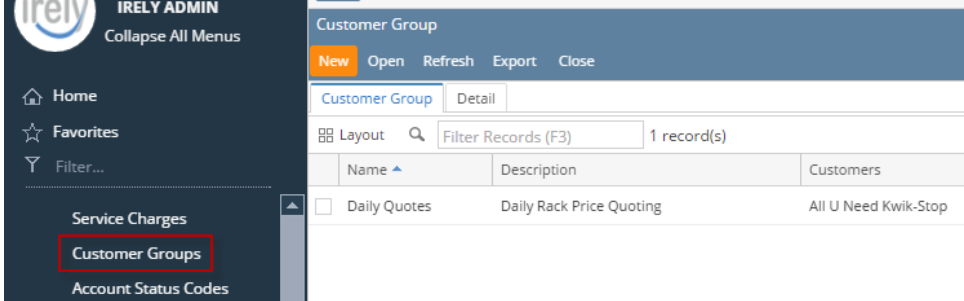 irely
IRELY ADMIN
Collapse All Menus
Home
Favorites
Filter...
Service Charges
Customer Groups
Account Status Codes
Customer Group
New Open Refresh Export Close
Customer Group Detail
Layout Filter Records (F3) 1 record(s)
Name Description Customers
Daily Quotes Daily Rack Price Quoting All U Need Kwik-Stop